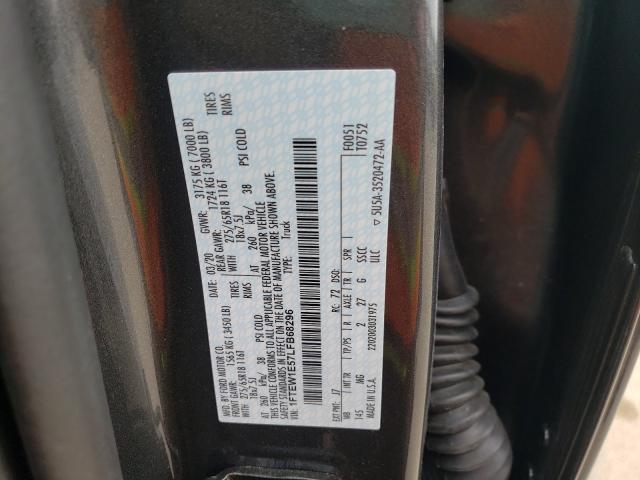 MFD. BY FORD MOTOR CO. DATE: 03/20 GVWR: 3175 KG ( 7000 LB)
FRONT GAWR: 1565 KG ( 3450 LB) REAR GAWR: 1724 KG ( 3800 LB)
275/65R18 116T TIRES WITH 275/65R18 116T TIRES
18x7.5J RIMS 18x7.5J RIMS
AT 260 kPa/ 38 PSI COLD AT 260 kPa/ 38 PSI COLD
THIS VEHICLE CONFORMS TO ALL APPLICABLE FEDERAL MOTOR VEHICLE
SAFETY STANDARDS IN EFFECT ON THE DATE OF MANUFACTURE SHOWN ABOVE.
VIN: 1FTEW1E57LFB68296 TYPE: Truck
F0051
T0752
EXT PNT: J7 RC: 72 DSO:
WB INT TR TP/PS R AXLE TR SPR
145 MG 2 27 G SSCC
ULC
MADE IN U.S.A. 2202003031975
▽ 5U5A-3520472-AA